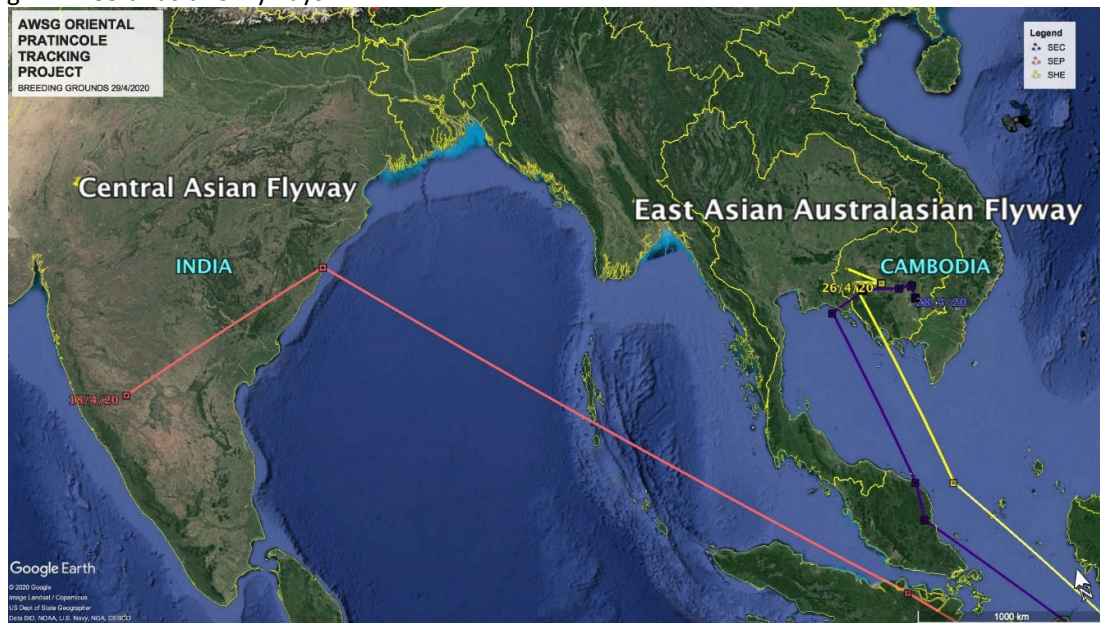 AWSG ORIENTAL
PRATINCOLE
TRACKING
PROJECT
BREEDING GROUNDS 29/4/2020
Legend
SEC
SEP
SHE
Central Asian Flyway
East Asian Australasian Flyway
INDIA
CAMBODIA
26/4/20
28/4/20
18/4/20
Google Earth
© 2020 Google
Image Landsat / Copernicus
US Dept of State Geographer
Data SIO, NOAA, U.S. Navy, NGA, GEBCO
1000 km
N